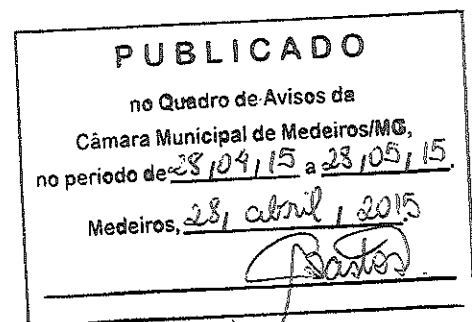 PUBLICADO
no Quadro de Avisos da
Câmara Municipal de Medeiros/MG,
no período de 28/04/15 a 28/05/15.
Medeiros, 28, abril, 2015